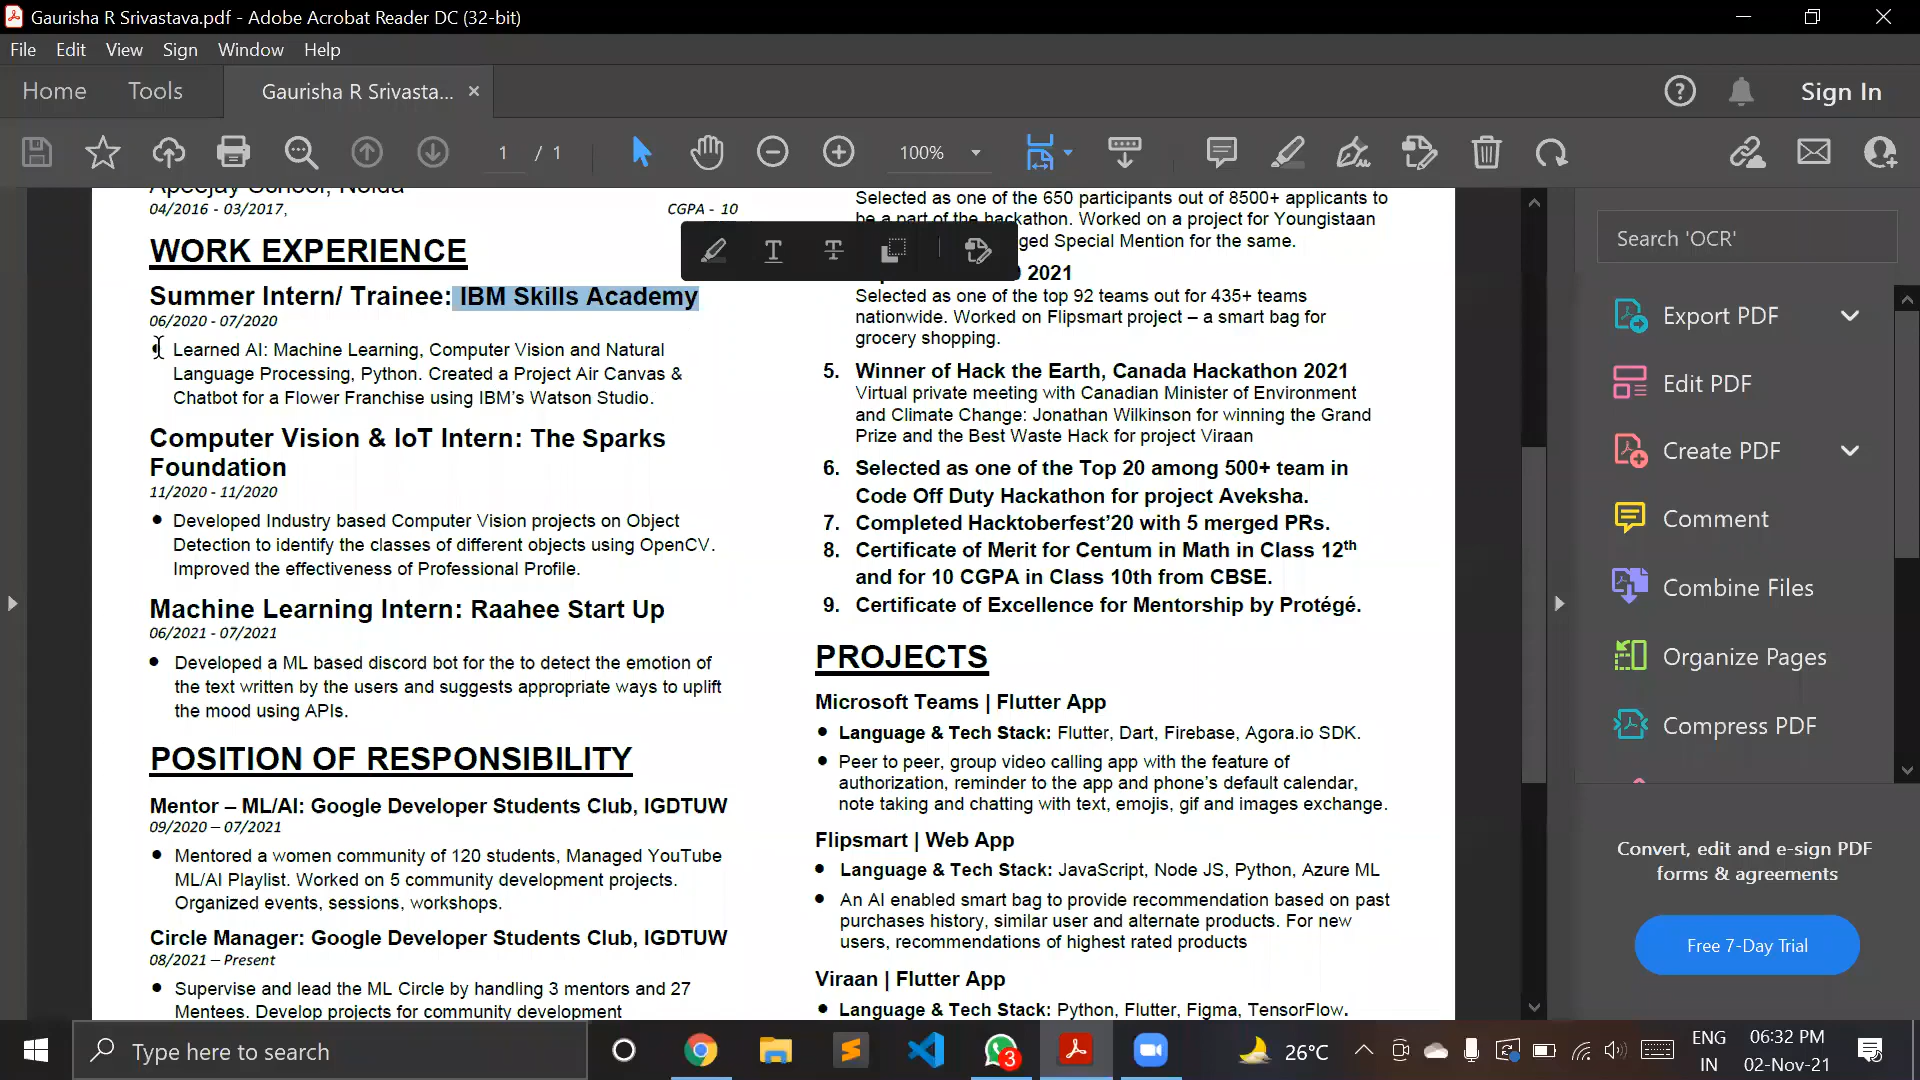 Gaurisha R Srivastava.pdf - Adobe Acrobat Reader DC (32-bit)
File Edit View Sign Window Help
Home Tools Gaurisha R Srivasta... × Sign In
1 / 1 100%
Apeejay School, Noida
04/2016 - 03/2017, CGPA - 10
WORK EXPERIENCE
Summer Intern/ Trainee: IBM Skills Academy
06/2020 - 07/2020
Learned AI: Machine Learning, Computer Vision and Natural
Language Processing, Python. Created a Project Air Canvas &
Chatbot for a Flower Franchise using IBM's Watson Studio.
Computer Vision & IoT Intern: The Sparks
Foundation
11/2020 - 11/2020
● Developed Industry based Computer Vision projects on Object
Detection to identify the classes of different objects using OpenCV.
Improved the effectiveness of Professional Profile.
Machine Learning Intern: Raahee Start Up
06/2021 - 07/2021
● Developed a ML based discord bot for the to detect the emotion of
the text written by the users and suggests appropriate ways to uplift
the mood using APIs.
POSITION OF RESPONSIBILITY
Mentor – ML/AI: Google Developer Students Club, IGDTUW
09/2020 – 07/2021
● Mentored a women community of 120 students, Managed YouTube
ML/AI Playlist. Worked on 5 community development projects.
Organized events, sessions, workshops.
Circle Manager: Google Developer Students Club, IGDTUW
08/2021 – Present
● Supervise and lead the ML Circle by handling 3 mentors and 27
Mentees. Develop projects for community development
Selected as one of the 650 participants out of 8500+ applicants to
be a part of the hackathon. Worked on a project for Youngistaan
ged Special Mention for the same.
2021
Selected as one of the top 92 teams out for 435+ teams
nationwide. Worked on Flipsmart project – a smart bag for
grocery shopping.
5. Winner of Hack the Earth, Canada Hackathon 2021
Virtual private meeting with Canadian Minister of Environment
and Climate Change: Jonathan Wilkinson for winning the Grand
Prize and the Best Waste Hack for project Viraan
6. Selected as one of the Top 20 among 500+ team in
Code Off Duty Hackathon for project Aveksha.
7. Completed Hacktoberfest'20 with 5 merged PRs.
8. Certificate of Merit for Centum in Math in Class 12th
and for 10 CGPA in Class 10th from CBSE.
9. Certificate of Excellence for Mentorship by Protégé.
PROJECTS
Microsoft Teams | Flutter App
● Language & Tech Stack: Flutter, Dart, Firebase, Agora.io SDK.
● Peer to peer, group video calling app with the feature of
authorization, reminder to the app and phone's default calendar,
note taking and chatting with text, emojis, gif and images exchange.
Flipsmart | Web App
● Language & Tech Stack: JavaScript, Node JS, Python, Azure ML
● An AI enabled smart bag to provide recommendation based on past
purchases history, similar user and alternate products. For new
users, recommendations of highest rated products
Viraan | Flutter App
● Language & Tech Stack: Python, Flutter, Figma, TensorFlow.
Search 'OCR'
Export PDF
Edit PDF
Create PDF
Comment
Combine Files
Organize Pages
Compress PDF
Convert, edit and e-sign PDF
forms & agreements
Free 7-Day Trial
Type here to search
3
26°C
ENG
IN
06:32 PM
02-Nov-21